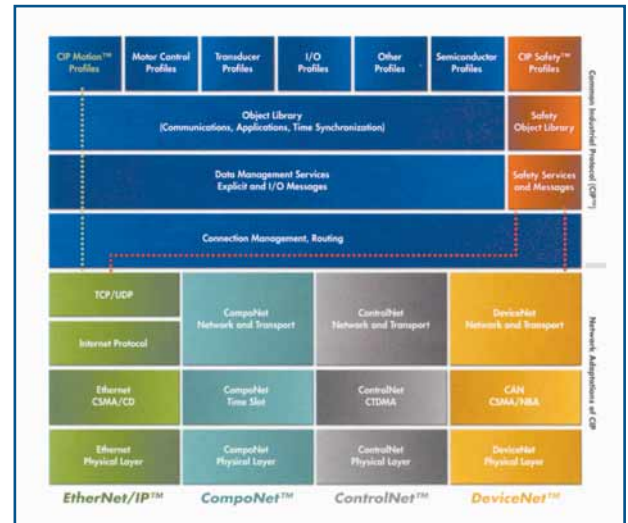 CIP Motion™
Profiles
Motor Control
Profiles
Transducer
Profiles
I/O
Profiles
Other
Profiles
Semiconductor
Profiles
CIP Safety™
Profiles
Object Library
(Communications, Applications, Time Synchronization)
Safety
Object Library
Data Management Services
Explicit and I/O Messages
Safety Services
and Messages
Connection Management, Routing
Common Industrial Protocol (CIP™)
TCP/UDP
Internet Protocol
CompoNet
Network and Transport
ControlNet
Network and Transport
DeviceNet
Network and Transport
Ethernet
CSMA/CD
CompoNet
Time Slot
ControlNet
CTDMA
CAN
CSMA/NBA
Ethernet
Physical Layer
CompoNet
Physical Layer
ControlNet
Physical Layer
DeviceNet
Physical Layer
Network Adaptations of CIP
EtherNet/IP™
CompoNet™
ControlNet™
DeviceNet™